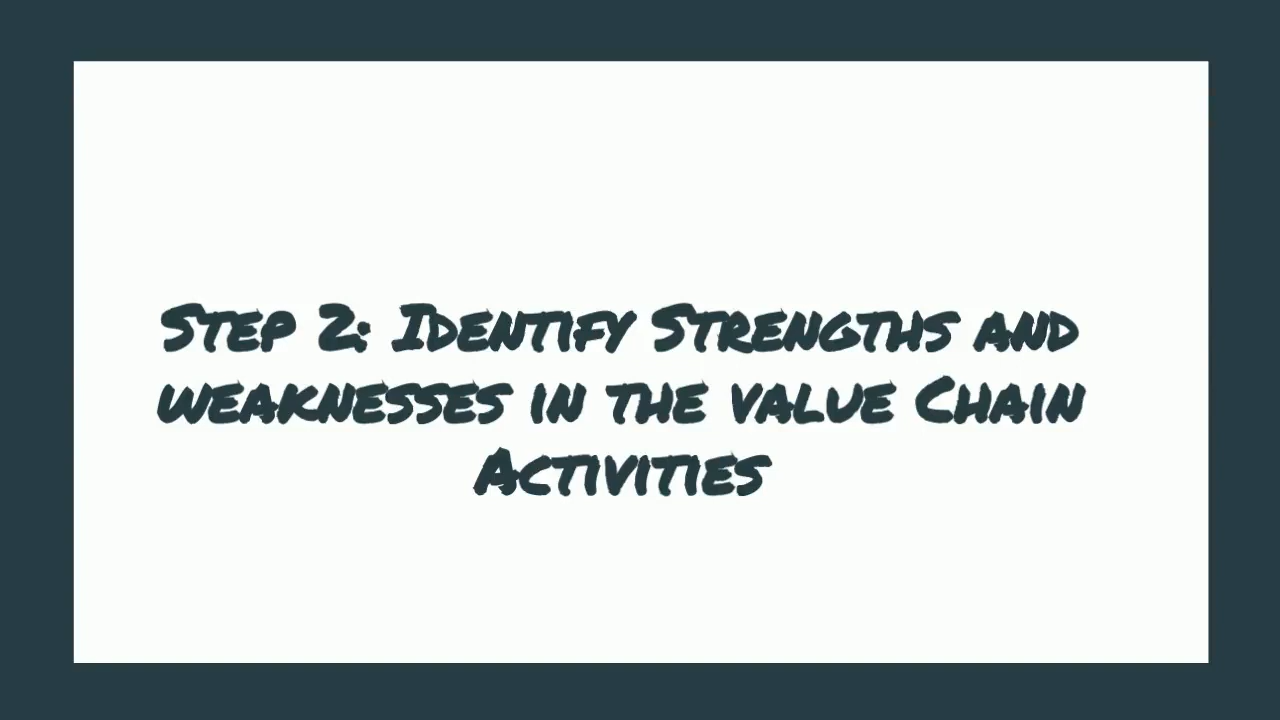 Step 2: Identify Strengths and
weaknesses in the value Chain
Activities